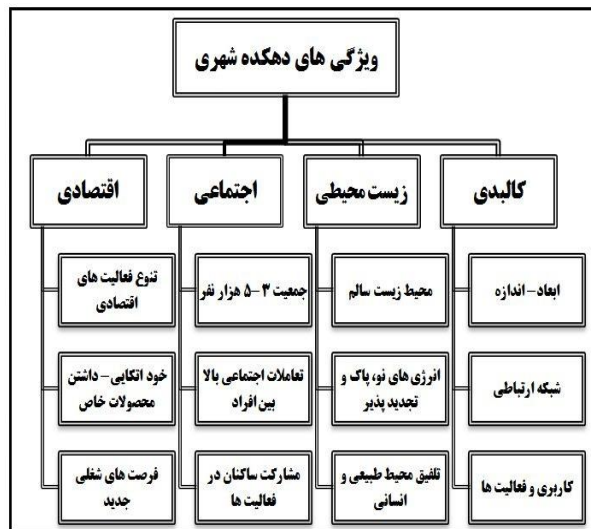 ویژگی های دهکده شهری
کالبدی
زیست محیطی
اجتماعی
اقتصادی
ابعاد- اندازه
محیط زیست سالم
جمعیت ۳-۵ هزار نفر
تنوع فعالیت های
اقتصادی
شبکه ارتباطی
انرژی های نو، پاک و
تجدید پذیر
تعاملات اجتماعی بالا
بین افراد
خود اتکایی- داشتن
محصولات خاص
کاربری و فعالیت ها
تلفیق محیط طبیعی و
انسانی
مشارکت ساکنان در
فعالیت ها
فرصت های شغلی
جدید